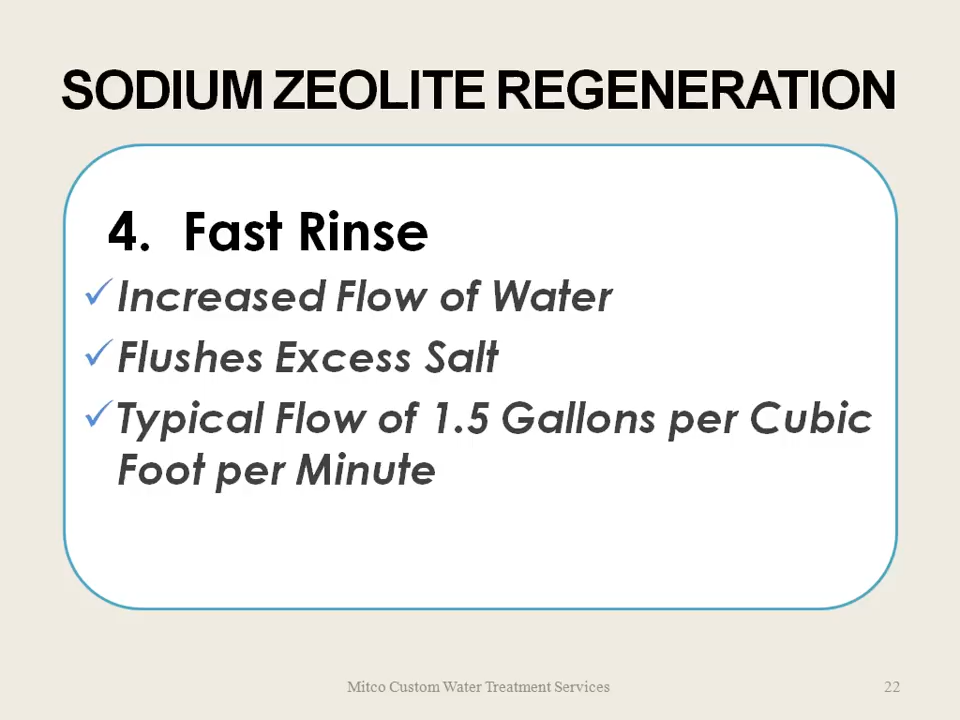 SODIUM ZEOLITE REGENERATION
4. Fast Rinse
Increased Flow of Water
Flushes Excess Salt
Typical Flow of 1.5 Gallons per Cubic
Foot per Minute
Mitco Custom Water Treatment Services
22